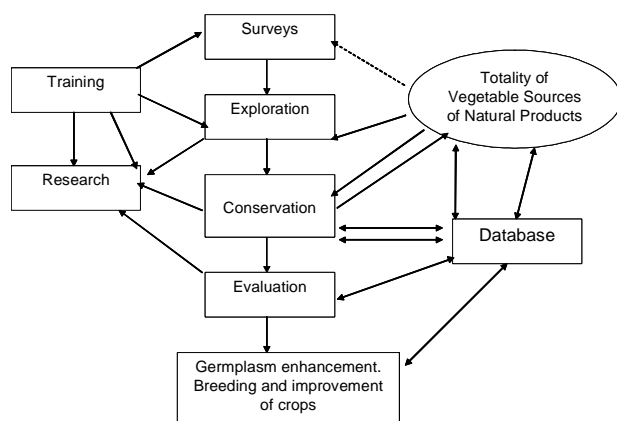 Surveys
Training
Totality of
Vegetable Sources
of Natural Products
Exploration
Research
Conservation
Database
Evaluation
Germplasm enhancement.
Breeding and improvement
of crops